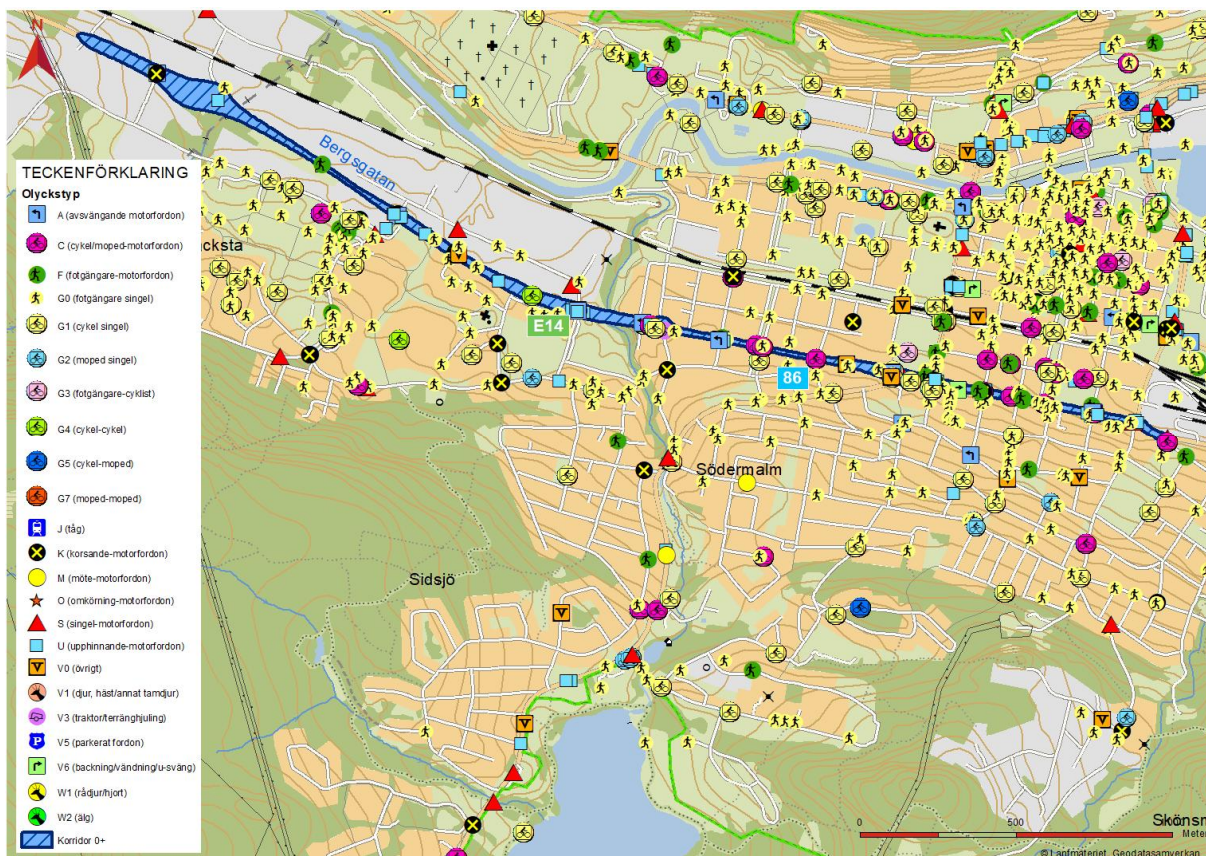 N
Bergsgatan
TECKENFÖRKLARING
Olyckstyp
A (avsvängande motorfordon)
C (cykel/moped-motorfordon)
F (fotgängare-motorfordon)
G0 (fotgängare singel)
G1 (cykel singel)
G2 (moped singel)
G3 (fotgängare-cyklist)
G4 (cykel-cykel)
G5 (cykel-moped)
G7 (moped-moped)
J (tåg)
K (korsande-motorfordon)
M (möte-motorfordon)
O (omkörning-motorfordon)
S (singel-motorfordon)
U (upphinnande-motorfordon)
V0 (övrigt)
V1 (djur, häst/annat tamdjur)
V3 (traktor/terränghjuling)
V5 (parkerat fordon)
P
V6 (backning/vändning/u-sväng)
W1 (rådjur/hjort)
W2 (älg)
Korridor 0+
cksta
E14
86
Södermalm
Sidsjö
Skönsm
0
500
Meter
© Lantmäteriet, Geodatasamverkan